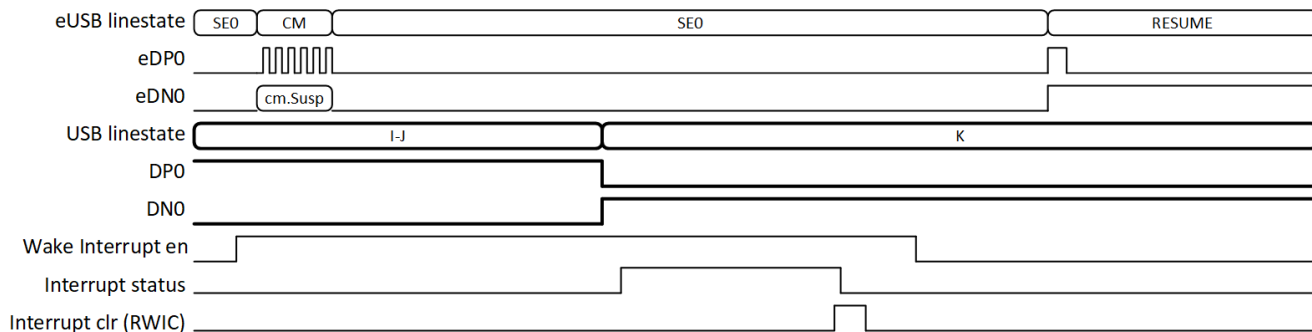 eUSB linestate SE0 CM SE0 RESUME
eDP0
eDN0 cm.Susp
USB linestate I-J K
DP0
DN0
Wake Interrupt en
Interrupt status
Interrupt clr (RWIC)